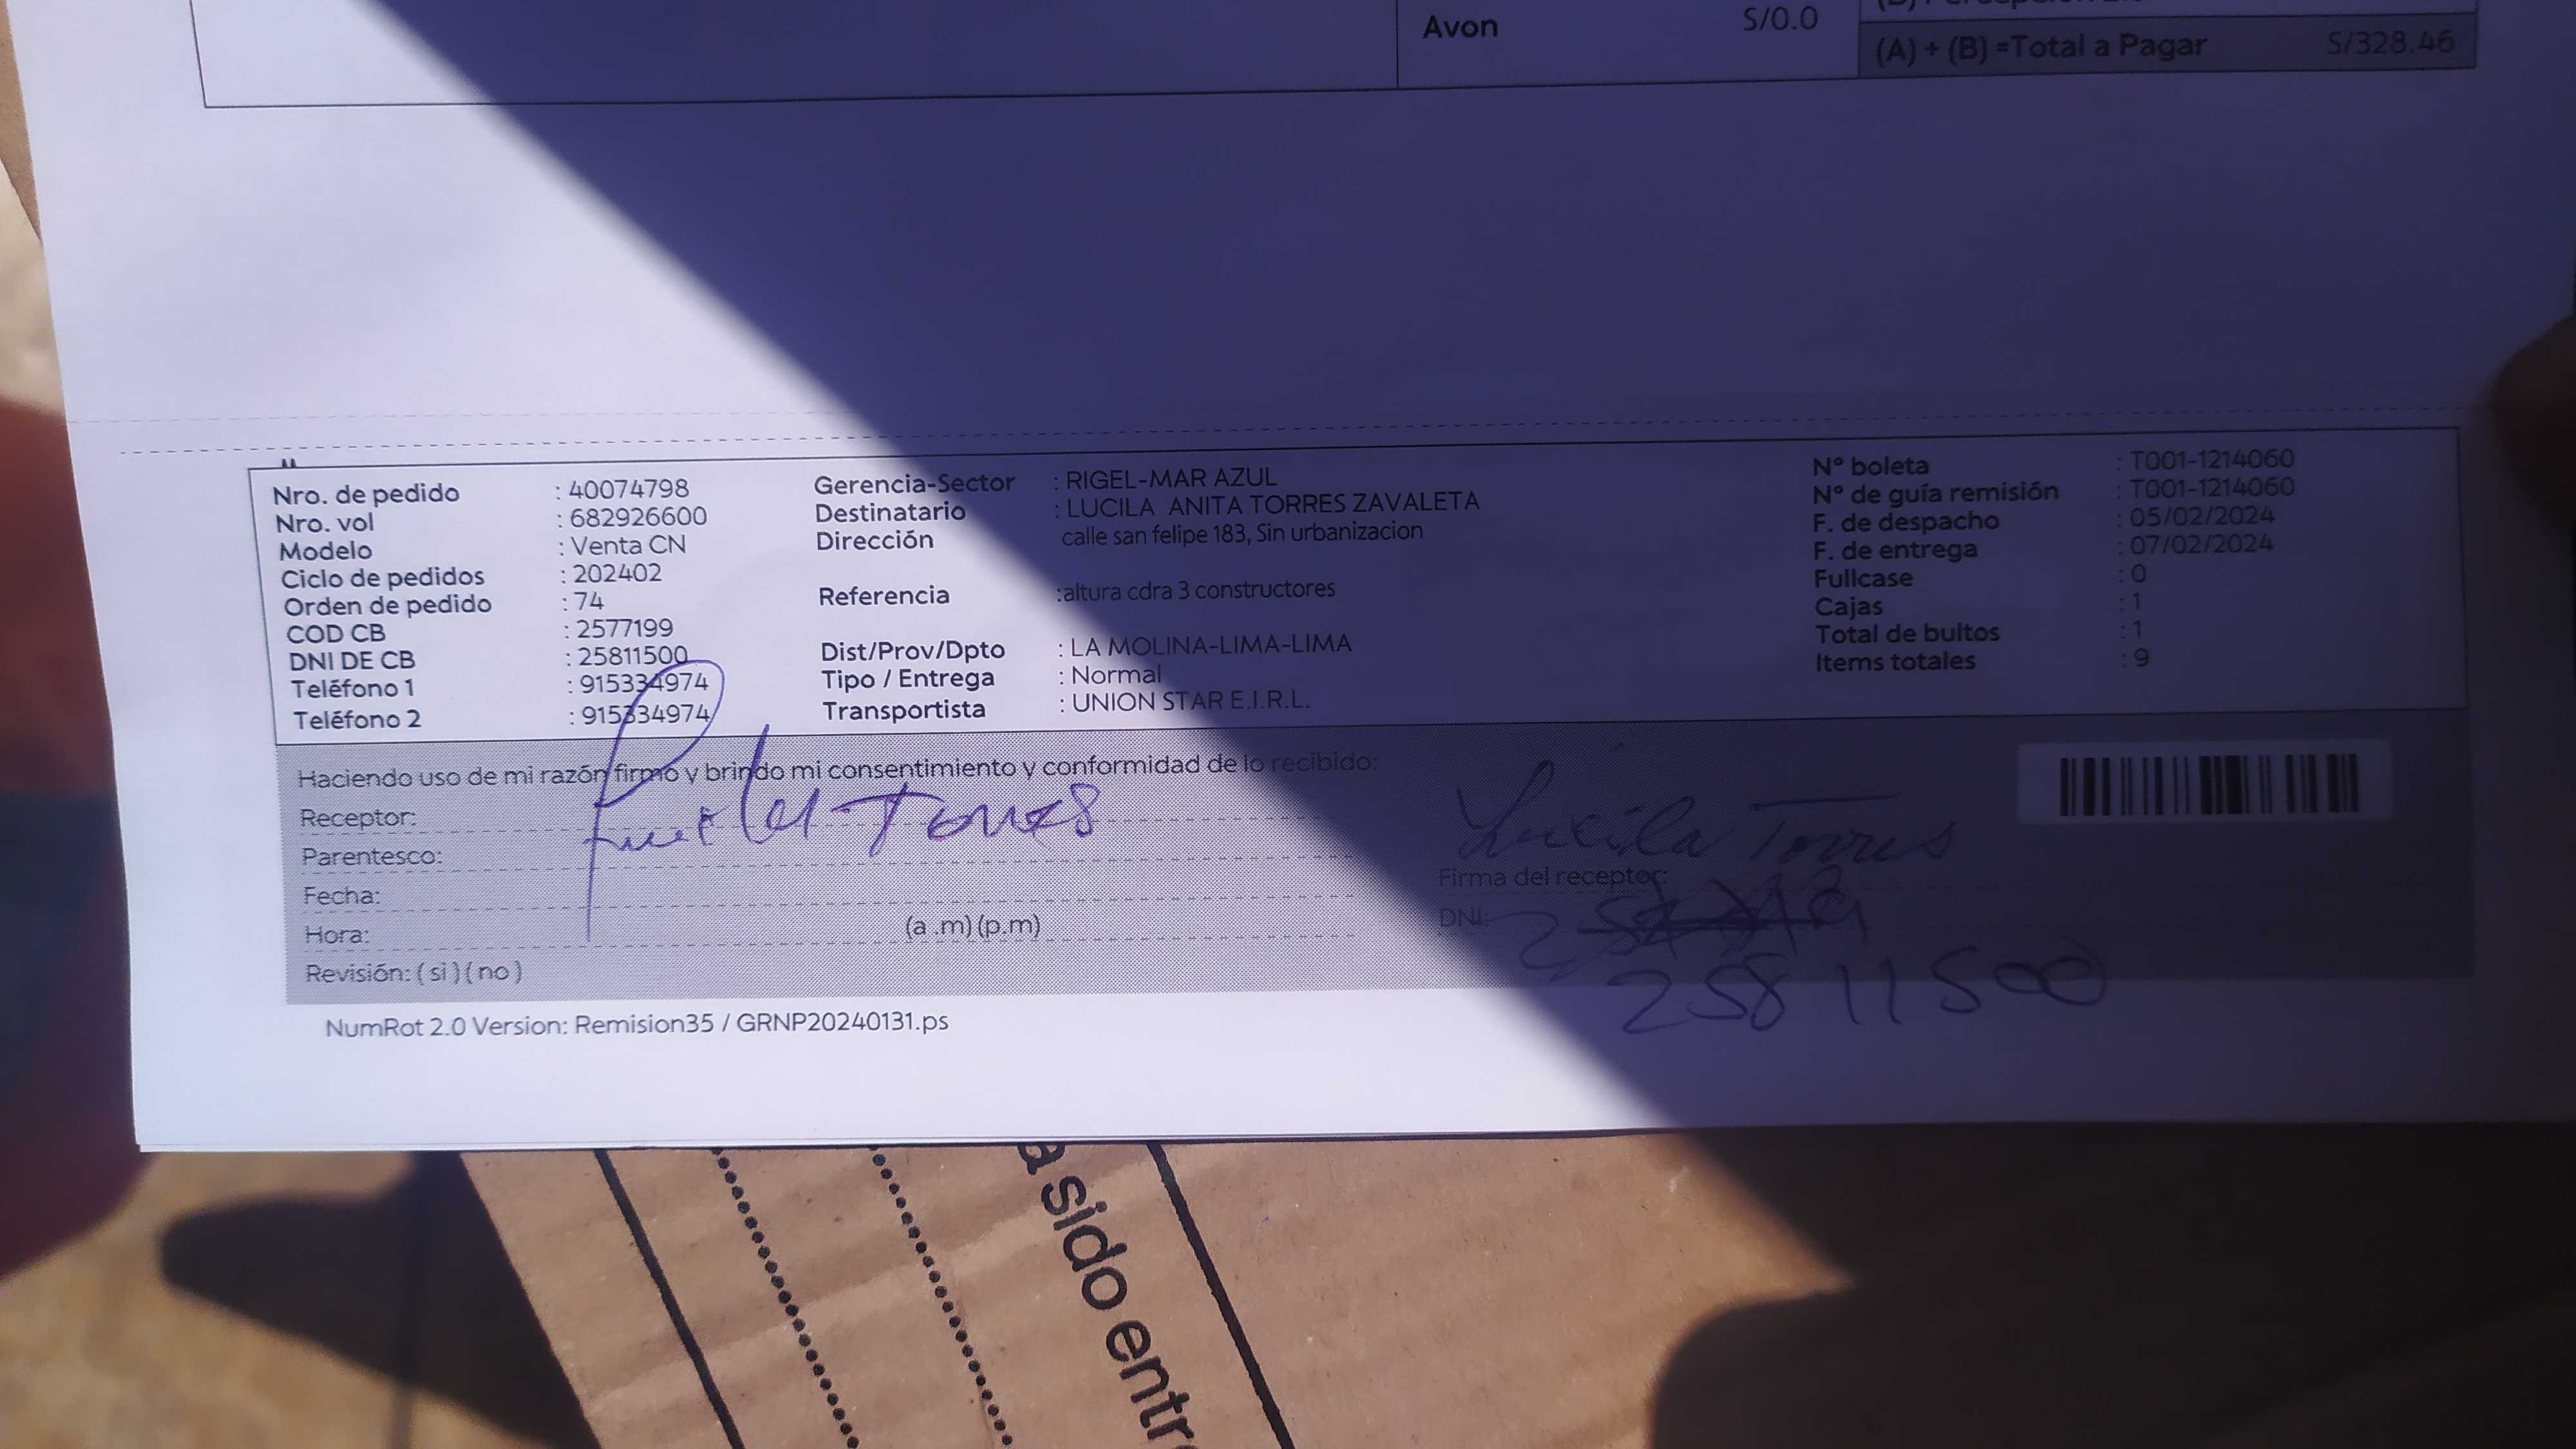 Avon S/0.0
(A) + (B) =Total a Pagar S/328.46
Nro. de pedido : 40074798
Nro. vol : 682926600
Modelo : Venta CN
Ciclo de pedidos : 202402
Orden de pedido : 74
COD CB : 2577199
DNI DE CB : 25811500
Teléfono 1 : 915334974
Teléfono 2 : 915334974
Gerencia-Sector : RIGEL-MAR AZUL
Destinatario : LUCILA ANITA TORRES ZAVALETA
Dirección calle san felipe 183, Sin urbanizacion
Referencia :altura cdra 3 constructores
Dist/Prov/Dpto : LA MOLINA-LIMA-LIMA
Tipo / Entrega : Normal
Transportista : UNION STAR E.I.R.L.
N° boleta : T001-1214060
N° de guía remisión : T001-1214060
F. de despacho : 05/02/2024
F. de entrega : 07/02/2024
Fullcase : 0
Cajas : 1
Total de bultos : 1
Items totales : 9
Haciendo uso de mi razón firmo y brindo mi consentimiento y conformidad de lo recibido:
Receptor: Torres
Parentesco:
Fecha:
Hora: (a .m) (p.m)
Revisión: ( si ) ( no )
Lucila Torres
Firma del receptor:
DNI:
25811500
NumRot 2.0 Version: Remision35 / GRNP20240131.ps
a sido entr